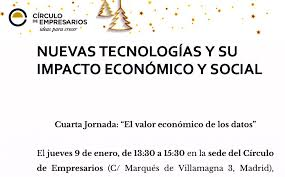 CÍRCULO
DE EMPRESARIOS
ideas para crecer
NUEVAS TECNOLOGÍAS Y SU
IMPACTO ECONÓMICO Y SOCIAL
Cuarta Jornada: “El valor económico de los datos”
El jueves 9 de enero, de 13:30 a 15:30 en la sede del Círculo
de Empresarios (C/ Marqués de Villamagna 3, Madrid),